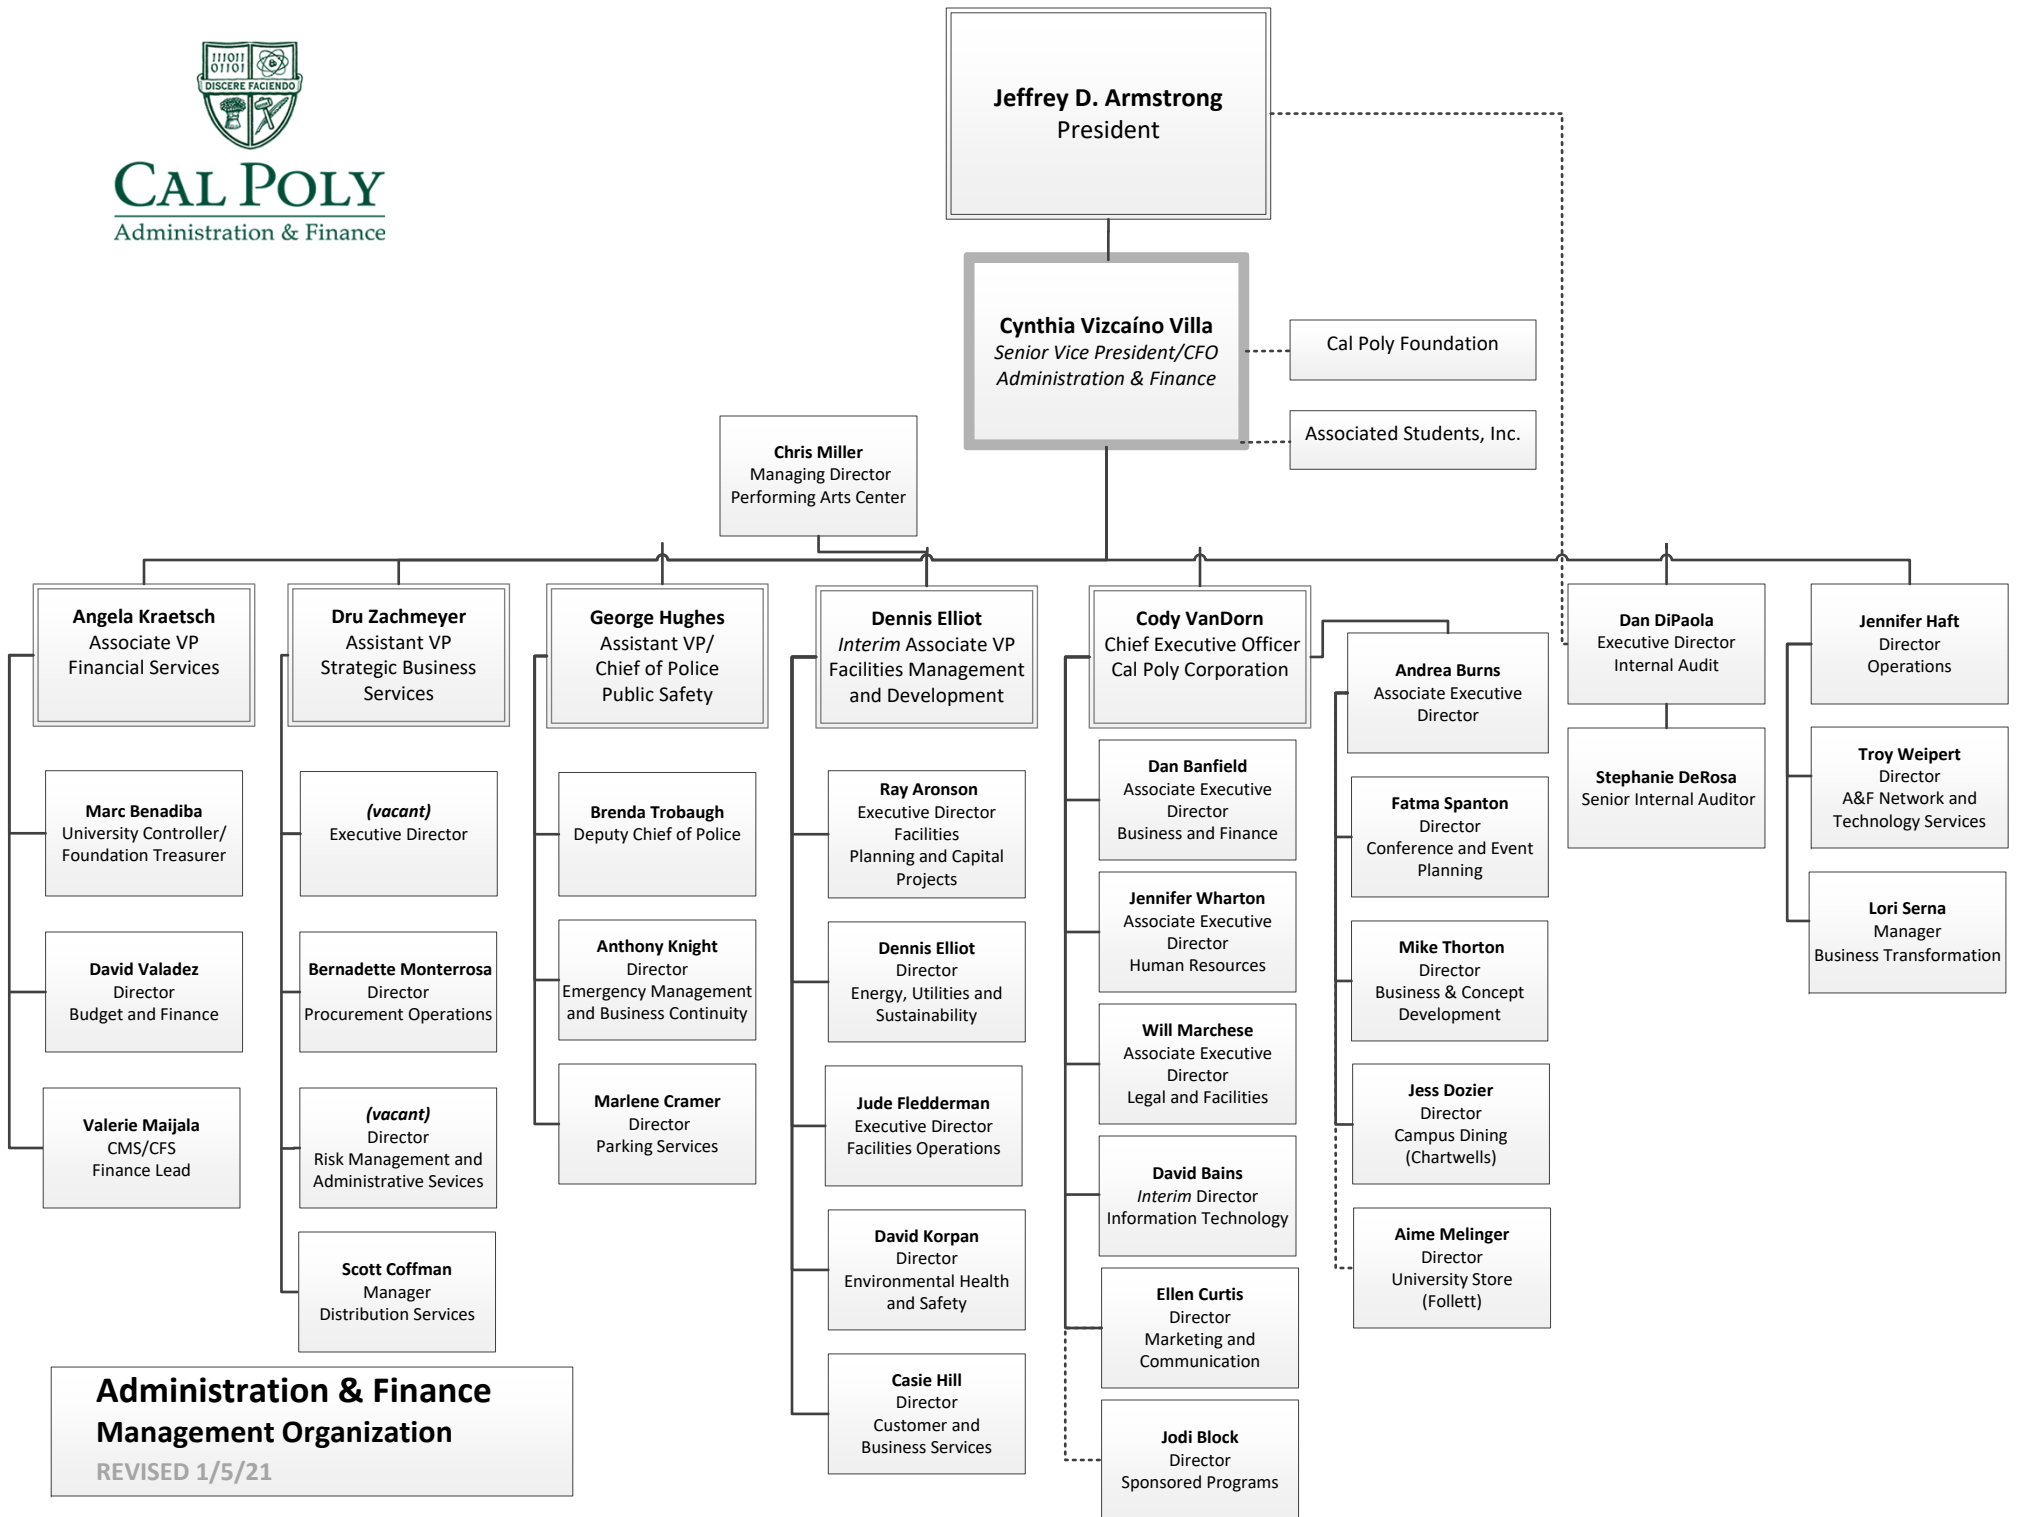 111011
01101
DISCERE FACIENDO
CAL POLY
Administration & Finance
Jeffrey D. Armstrong
President
Cynthia Vizcaíno Villa
Senior Vice President/CFO
Administration & Finance
Cal Poly Foundation
Associated Students, Inc.
Chris Miller
Managing Director
Performing Arts Center
Angela Kraetsch
Associate VP
Financial Services
Marc Benadiba
University Controller/
Foundation Treasurer
David Valadez
Director
Budget and Finance
Valerie Maijala
CMS/CFS
Finance Lead
Dru Zachmeyer
Assistant VP
Strategic Business
Services
(vacant)
Executive Director
Bernadette Monterrosa
Director
Procurement Operations
(vacant)
Director
Risk Management and
Administrative Sevices
Scott Coffman
Manager
Distribution Services
George Hughes
Assistant VP/
Chief of Police
Public Safety
Brenda Trobaugh
Deputy Chief of Police
Anthony Knight
Director
Emergency Management
and Business Continuity
Marlene Cramer
Director
Parking Services
Dennis Elliot
Interim Associate VP
Facilities Management
and Development
Ray Aronson
Executive Director
Facilities
Planning and Capital
Projects
Dennis Elliot
Director
Energy, Utilities and
Sustainability
Jude Fledderman
Executive Director
Facilities Operations
David Korpan
Director
Environmental Health
and Safety
Casie Hill
Director
Customer and
Business Services
Cody VanDorn
Chief Executive Officer
Cal Poly Corporation
Dan Banfield
Associate Executive
Director
Business and Finance
Jennifer Wharton
Associate Executive
Director
Human Resources
Will Marchese
Associate Executive
Director
Legal and Facilities
David Bains
Interim Director
Information Technology
Ellen Curtis
Director
Marketing and
Communication
Jodi Block
Director
Sponsored Programs
Andrea Burns
Associate Executive
Director
Fatma Spanton
Director
Conference and Event
Planning
Mike Thorton
Director
Business & Concept
Development
Jess Dozier
Director
Campus Dining
(Chartwells)
Aime Melinger
Director
University Store
(Follett)
Dan DiPaola
Executive Director
Internal Audit
Stephanie DeRosa
Senior Internal Auditor
Jennifer Haft
Director
Operations
Troy Weipert
Director
A&F Network and
Technology Services
Lori Serna
Manager
Business Transformation
Administration & Finance
Management Organization
REVISED 1/5/21